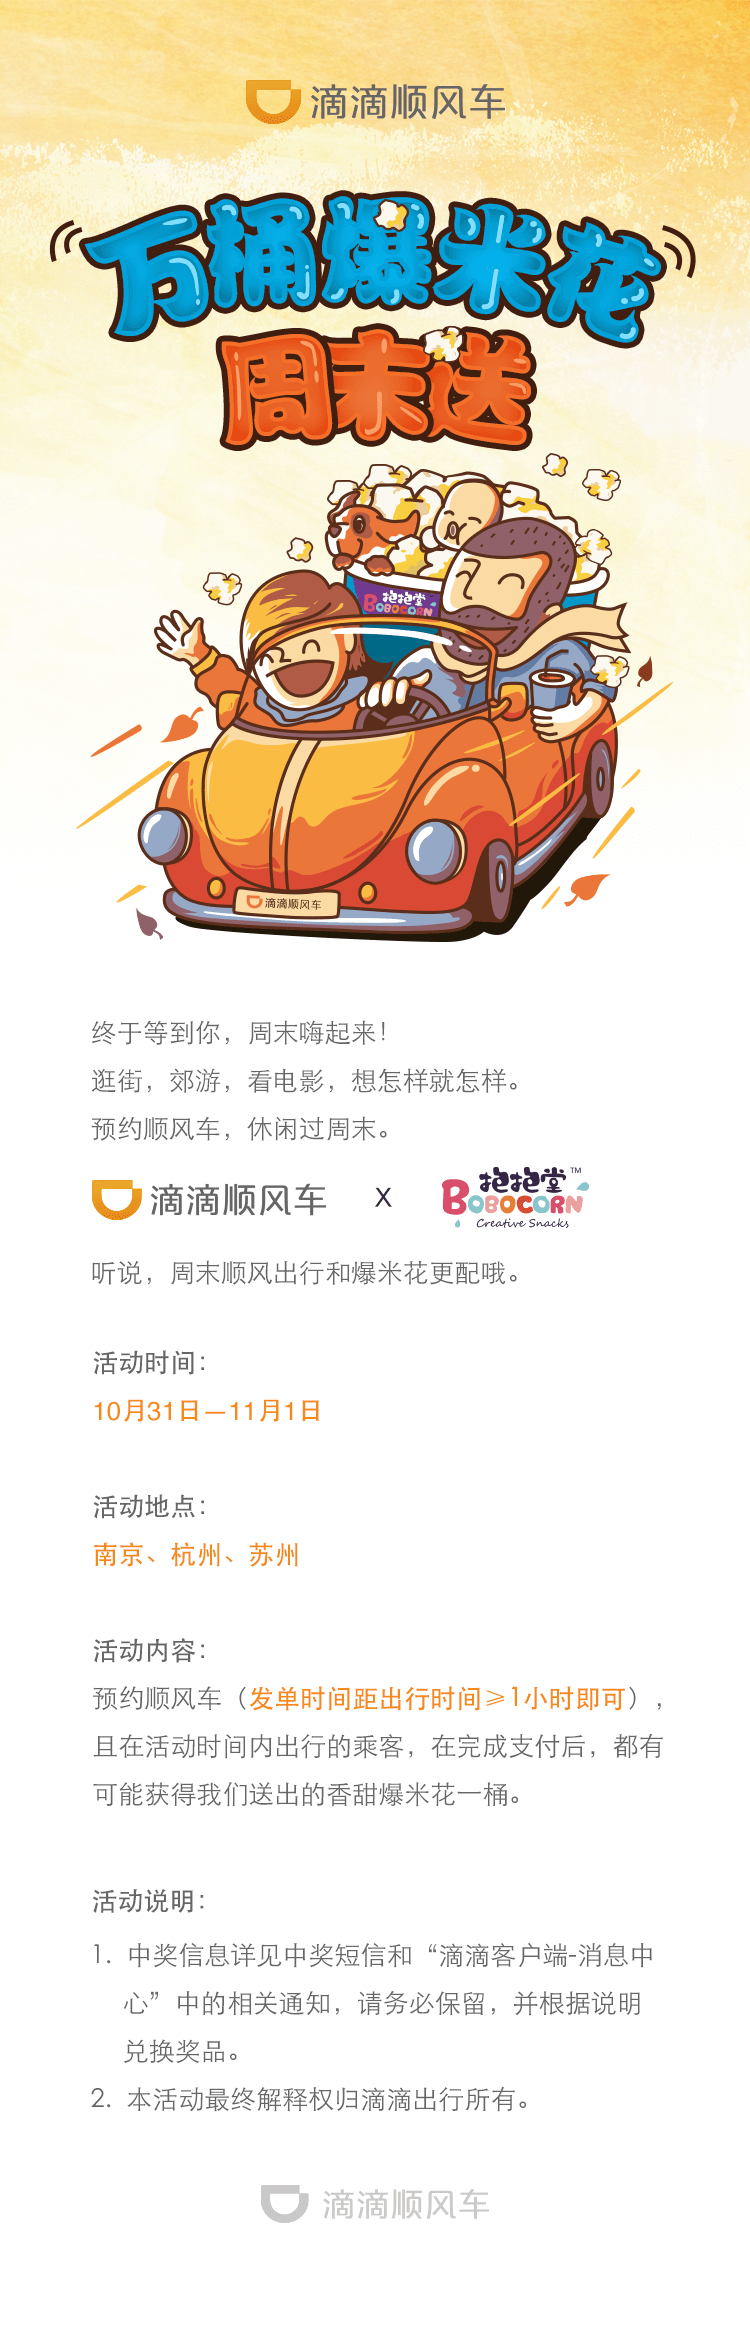 滴滴顺风车
万桶爆米花
周末送
抱抱堂
BOBOCORN
滴滴顺风车
终于等到你，周末嗨起来！
逛街，郊游，看电影，想怎样就怎样。
预约顺风车，休闲过周末。
滴滴顺风车 X 抱抱堂™
BOBOCORN
Creative Snacks
听说，周末顺风出行和爆米花更配哦。
活动时间：
10月31日—11月1日
活动地点：
南京、杭州、苏州
活动内容：
预约顺风车（发单时间距出行时间≥1小时即可），
且在活动时间内出行的乘客，在完成支付后，都有
可能获得我们送出的香甜爆米花一桶。
活动说明：
1. 中奖信息详见中奖短信和“滴滴客户端-消息中
心”中的相关通知，请务必保留，并根据说明
兑换奖品。
2. 本活动最终解释权归滴滴出行所有。
滴滴顺风车